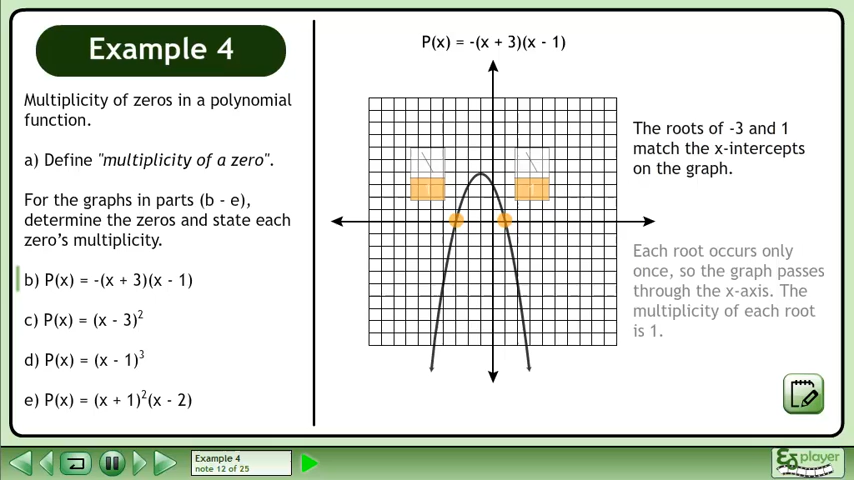 Example 4
Multiplicity of zeros in a polynomial
function.
a) Define "multiplicity of a zero".
For the graphs in parts (b - e),
determine the zeros and state each
zero's multiplicity.
b) P(x) = -(x + 3)(x - 1)
c) P(x) = (x - 3)²
d) P(x) = (x - 1)³
e) P(x) = (x + 1)²(x - 2)
P(x) = -(x + 3)(x - 1)
The roots of -3 and 1
match the x-intercepts
on the graph.
Each root occurs only
once, so the graph passes
through the x-axis. The
multiplicity of each root
is 1.
Example 4
note 12 of 25
player